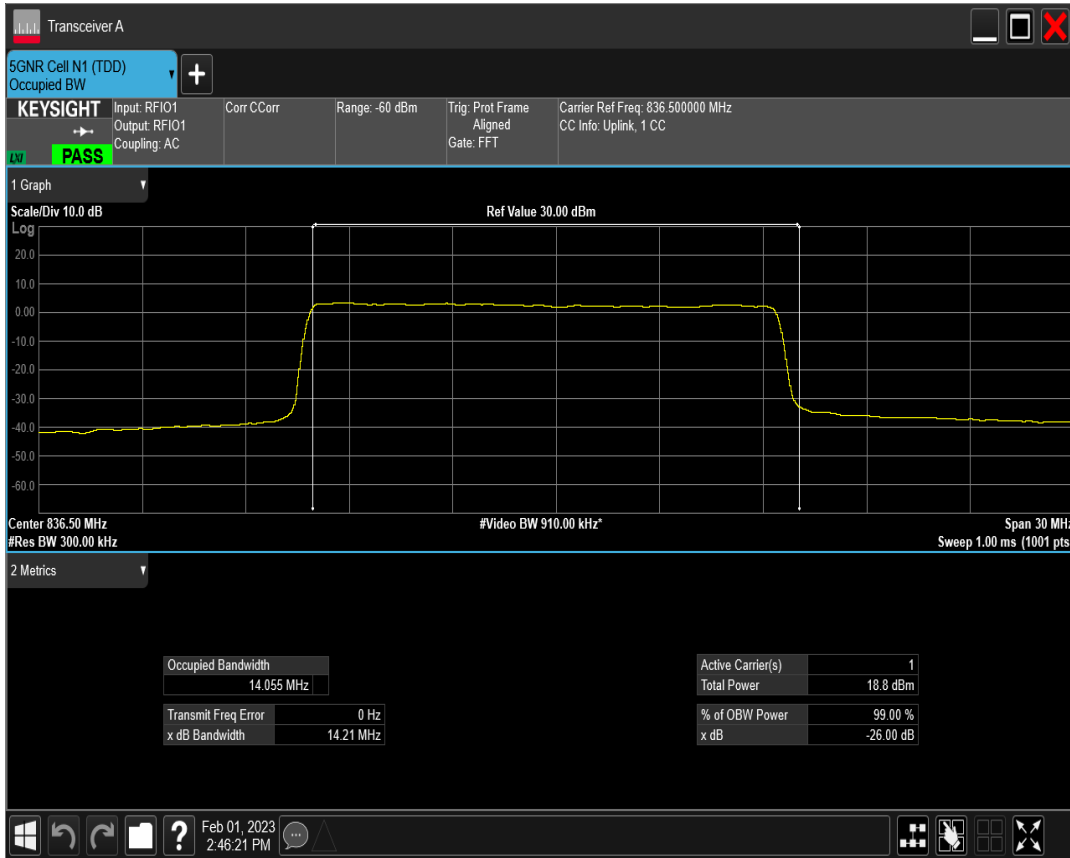 Transceiver A
5GNR Cell N1 (TDD)
Occupied BW
+
KEYSIGHT
LXI
PASS
Input: RFIO1
Output: RFIO1
Coupling: AC
Corr CCorr
Range: -60 dBm
Trig: Prot Frame
Aligned
Gate: FFT
Carrier Ref Freq: 836.500000 MHz
CC Info: Uplink, 1 CC
1 Graph
Scale/Div 10.0 dB
Ref Value 30.00 dBm
Log
20.0
10.0
0.00
-10.0
-20.0
-30.0
-40.0
-50.0
-60.0
Center 836.50 MHz
#Video BW 910.00 kHz*
Span 30 MHz
#Res BW 300.00 kHz
Sweep 1.00 ms (1001 pts
2 Metrics
Occupied Bandwidth
14.055 MHz
Transmit Freq Error 0 Hz
x dB Bandwidth 14.21 MHz
Active Carrier(s) 1
Total Power 18.8 dBm
% of OBW Power 99.00 %
x dB -26.00 dB
?
Feb 01, 2023
2:46:21 PM